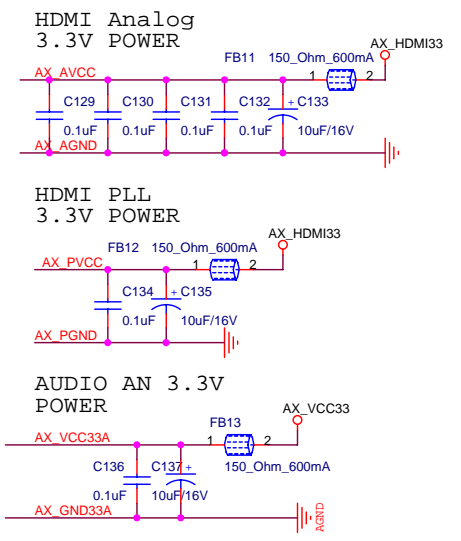 HDMI Analog
3.3V POWER
AX_HDMI33
FB11 150_Ohm_600mA
1 2
AX_AVCC
C129 C130 C131 C132 + C133
0.1uF 0.1uF 0.1uF 0.1uF 10uF/16V
AX_AGND
HDMI PLL
3.3V POWER
AX_HDMI33
FB12 150_Ohm_600mA
AX_PVCC 1 2
C134 + C135
0.1uF 10uF/16V
AX_PGND
AUDIO AN 3.3V
POWER
AX_VCC33
FB13
AX_VCC33A 1 2
C136 C137 + 150_Ohm_600mA
0.1uF 10uF/16V
AX_GND33A
AGND